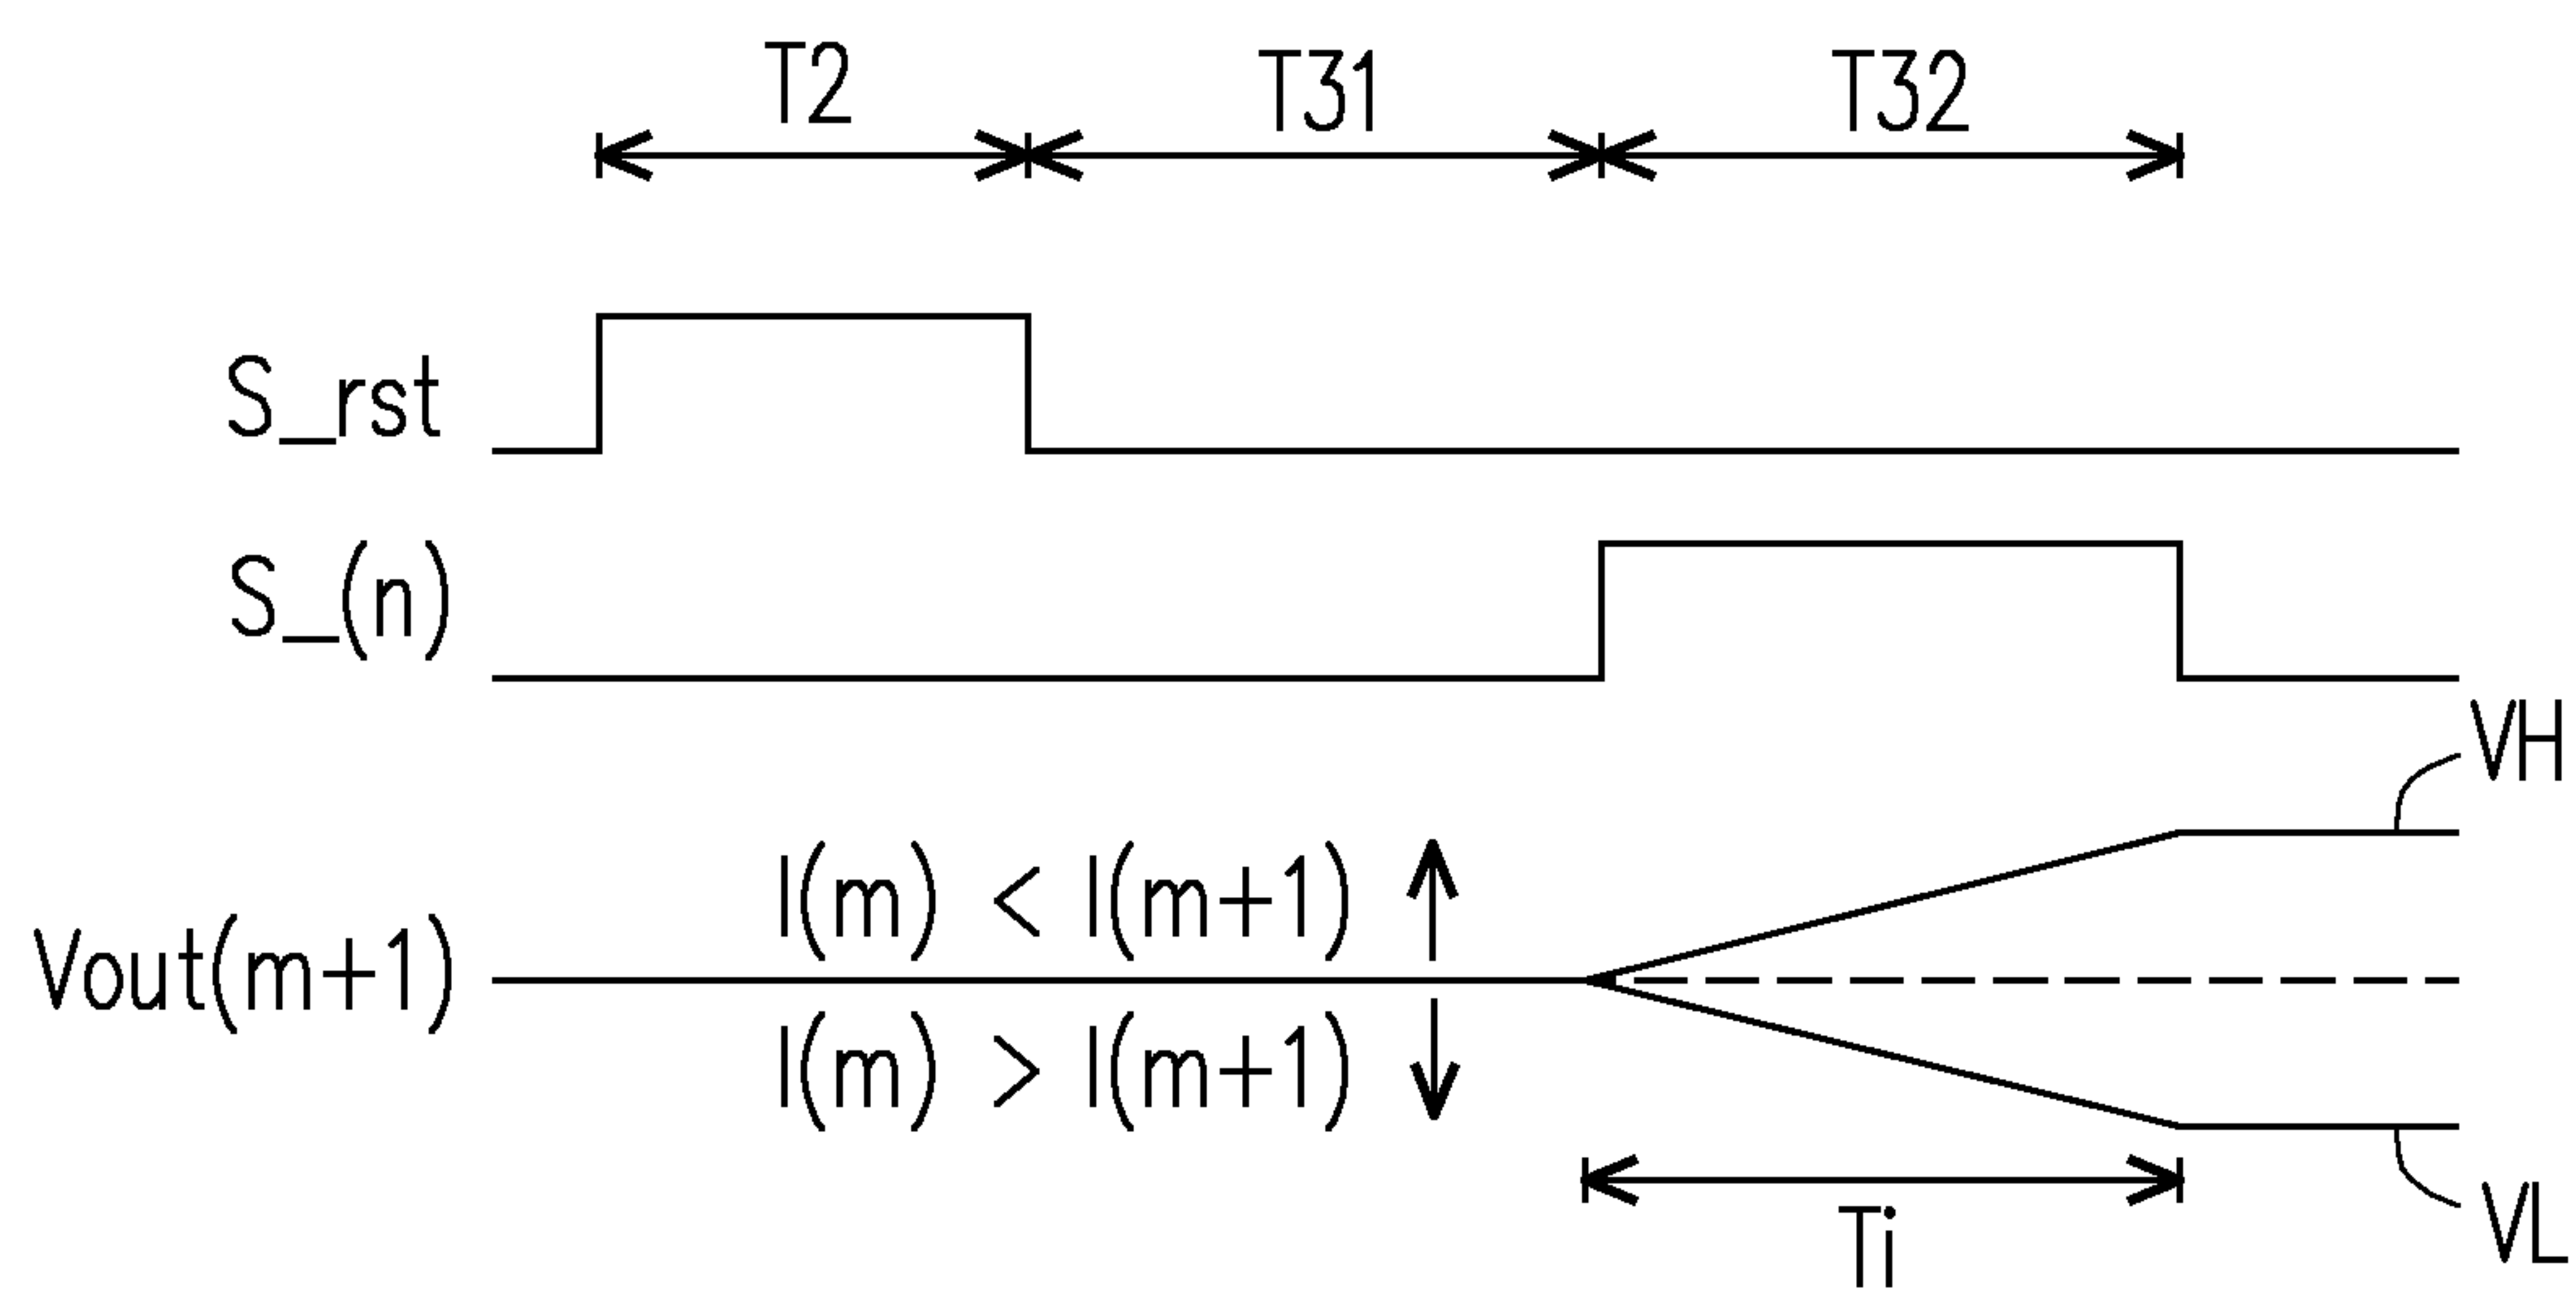 T2 T31 T32
S_rst
S_(n)
VH
I(m) < I(m+1)
Vout(m+1)
I(m) > I(m+1)
Ti
VL